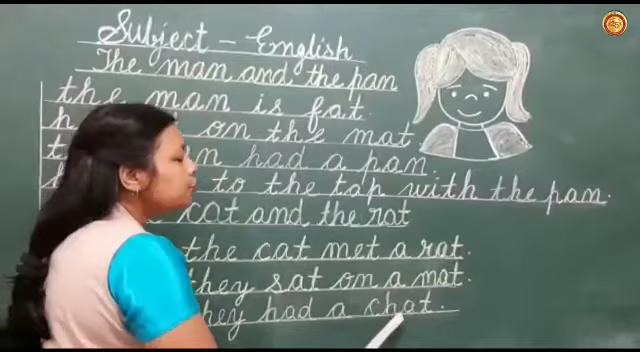 Subject - English
The man and the pan
the man is fat.
on the mat
had a pan.
to the tap with the pan.
cat and the rat
the cat met a rat.
they sat on a mat.
they had a chat.